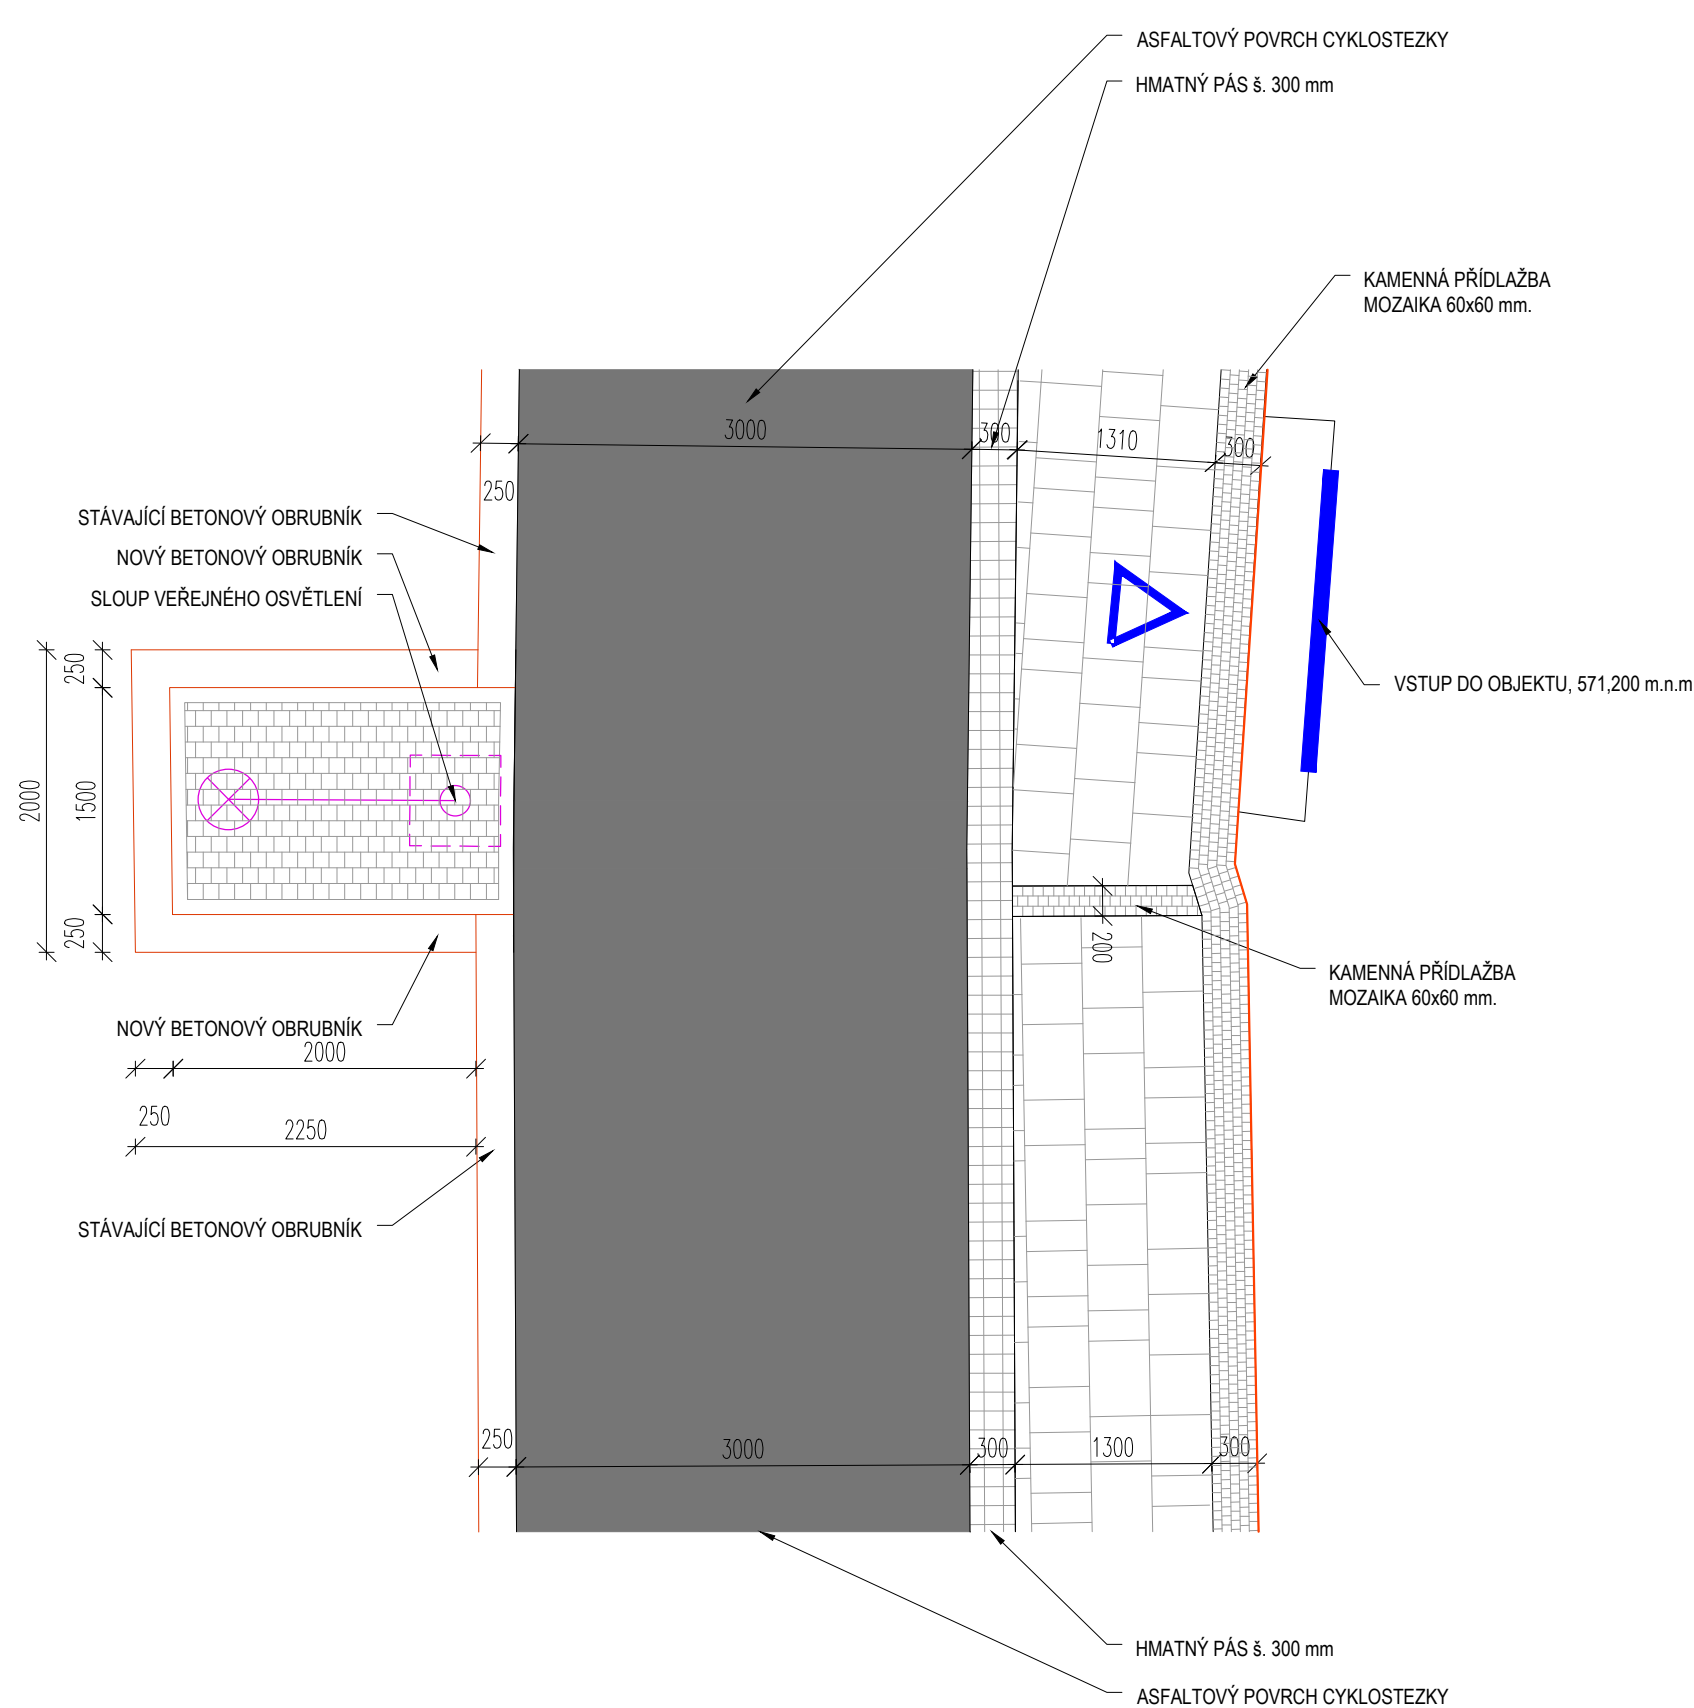 ASFALTOVÝ POVRCH CYKLOSTEZKY
HMATNÝ PÁS š. 300 mm
KAMENNÁ PŘÍDLAŽBA
MOZAIKA 60x60 mm.
3000
300
1310
300
250
STÁVAJÍCÍ BETONOVÝ OBRUBNÍK
NOVÝ BETONOVÝ OBRUBNÍK
SLOUP VEŘEJNÉHO OSVĚTLENÍ
250
VSTUP DO OBJEKTU, 571,200 m.n.m
2000
1500
250
200
KAMENNÁ PŘÍDLAŽBA
MOZAIKA 60x60 mm.
NOVÝ BETONOVÝ OBRUBNÍK
2000
250
2250
STÁVAJÍCÍ BETONOVÝ OBRUBNÍK
250
3000
300
1300
300
HMATNÝ PÁS š. 300 mm
ASFALTOVÝ POVRCH CYKLOSTEZKY